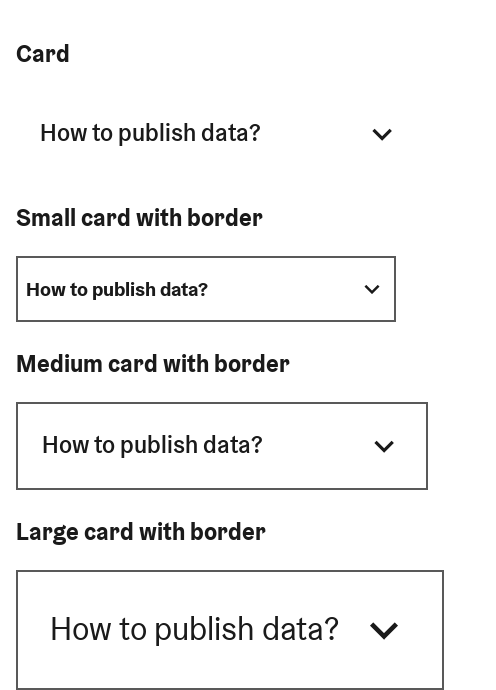 Card
How to publish data?
Small card with border
How to publish data?
Medium card with border
How to publish data?
Large card with border
How to publish data?